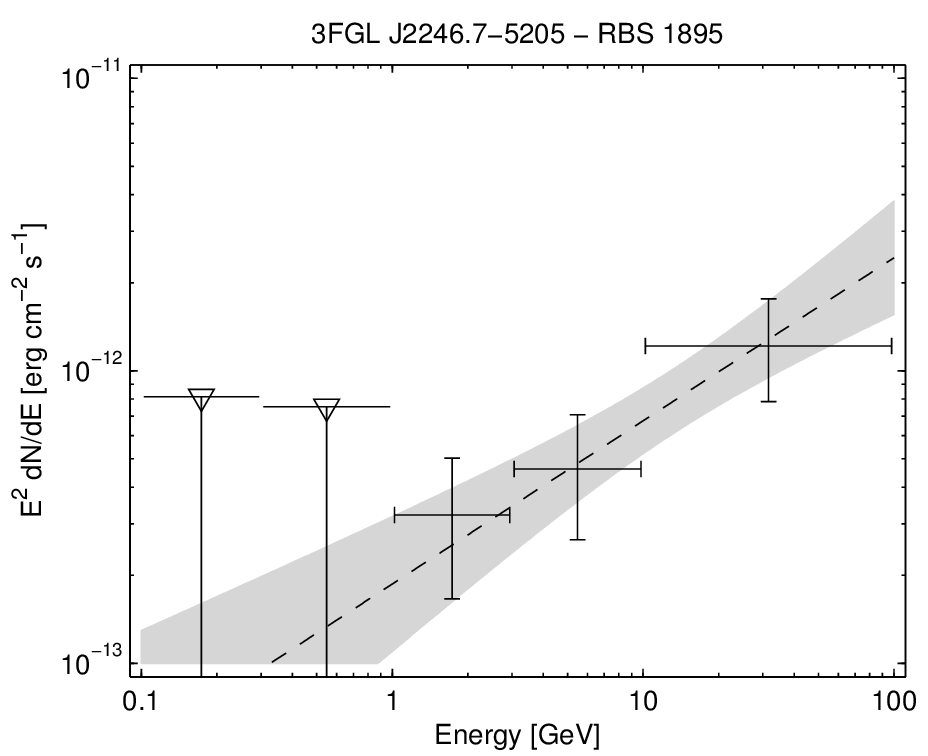 3FGL J2246.7−5205 − RBS 1895
10⁻¹¹
10⁻¹²
10⁻¹³
E² dN/dE [erg cm⁻² s⁻¹]
0.1 1 10 100
Energy [GeV]